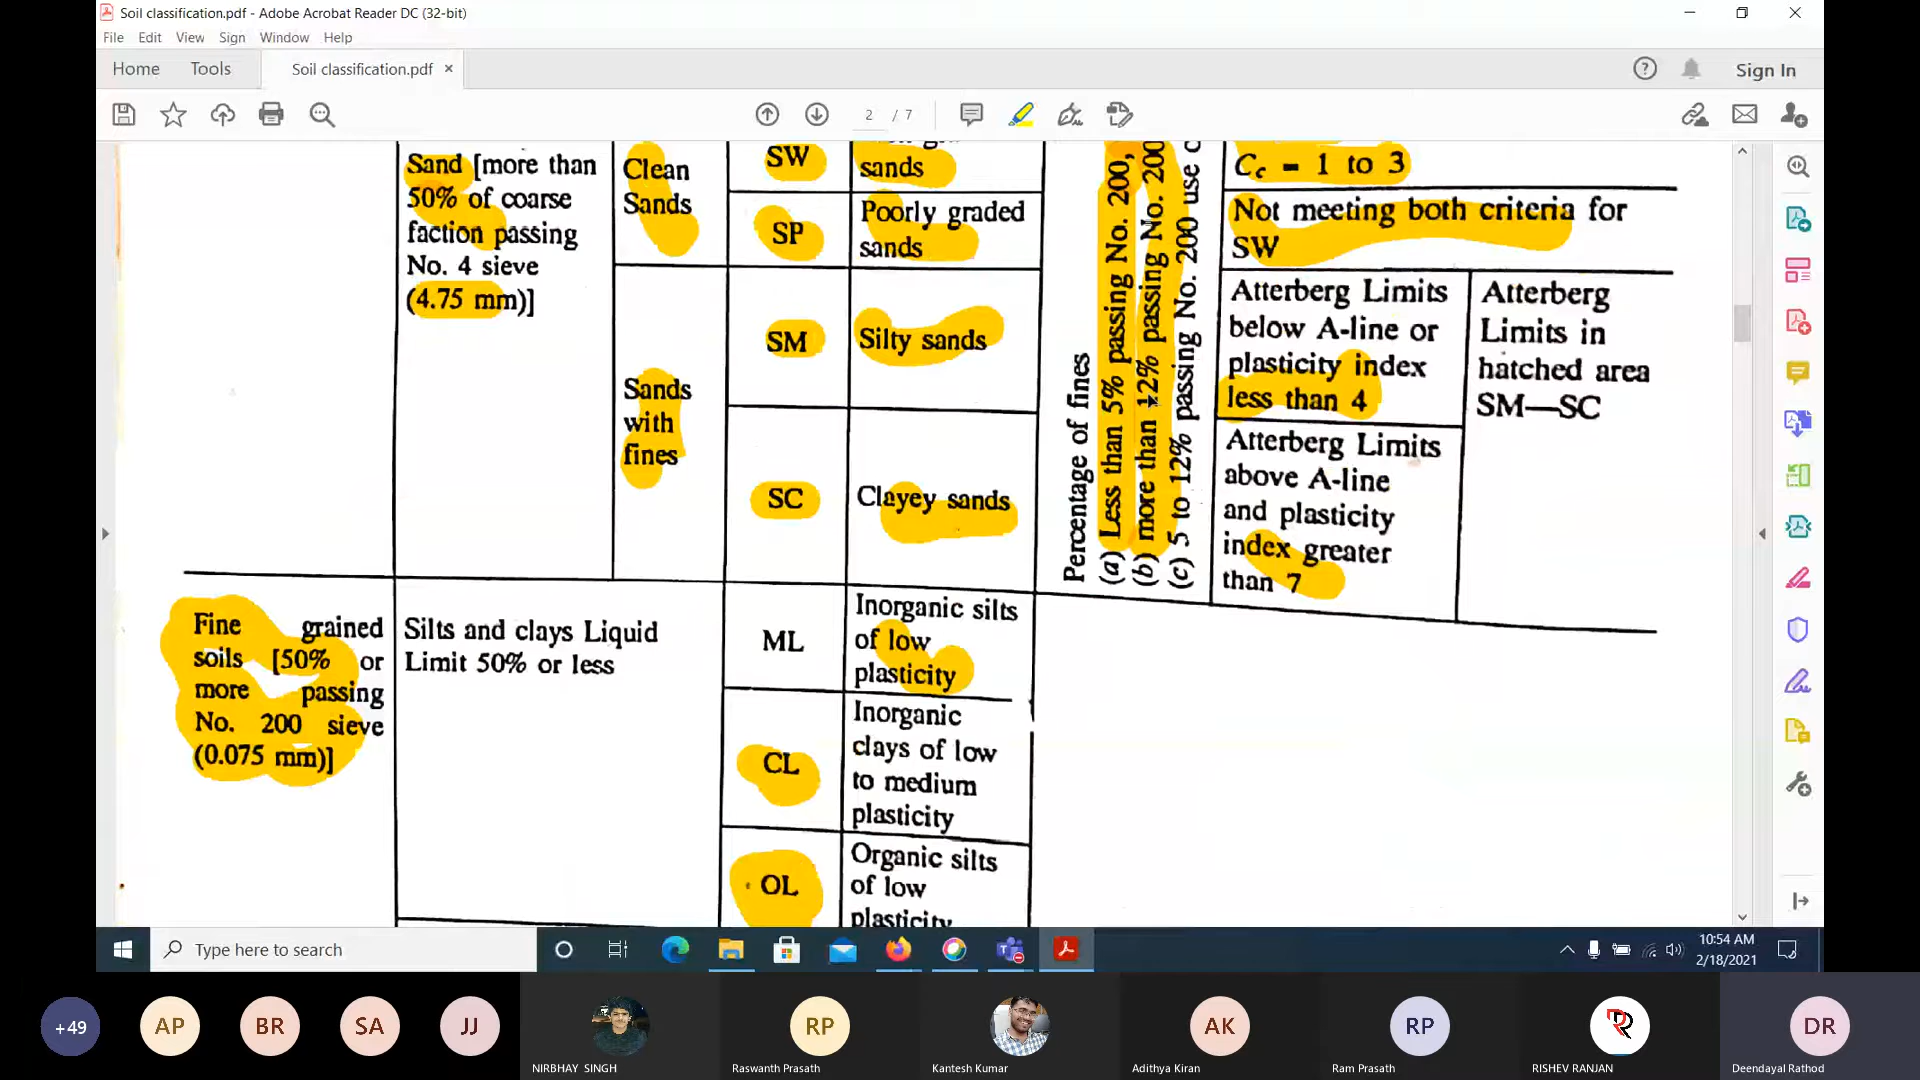 Soil classification.pdf - Adobe Acrobat Reader DC (32-bit)
File Edit View Sign Window Help
Home Tools Soil classification.pdf × Sign In
2 / 7
Sand [more than
50% of coarse
faction passing
No. 4 sieve
(4.75 mm)]
Clean
Sands
SW
sands
SP
Poorly graded
sands
Sands
with
fines
SM
Silty sands
SC
Clayey sands
Percentage of fines
(a) Less than 5% passing No. 200,
(b) more than 12% passing No. 200
(c) 5 to 12% passing No. 200 use
Cc = 1 to 3
Not meeting both criteria for
SW
Atterberg Limits
below A-line or
plasticity index
less than 4
Atterberg
Limits in
hatched area
SM—SC
Atterberg Limits
above A-line
and plasticity
index greater
than 7
Fine grained
soils [50% or
more passing
No. 200 sieve
(0.075 mm)]
Silts and clays Liquid
Limit 50% or less
ML
Inorganic silts
of low
plasticity
CL
Inorganic
clays of low
to medium
plasticity
OL
Organic silts
of low
plasticity
Type here to search
10:54 AM
2/18/2021
+49 AP BR SA JJ RP AK RP DR
NIRBHAY SINGH Raswanth Prasath Kantesh Kumar Adithya Kiran Ram Prasath RISHEV RANJAN Deendayal Rathod